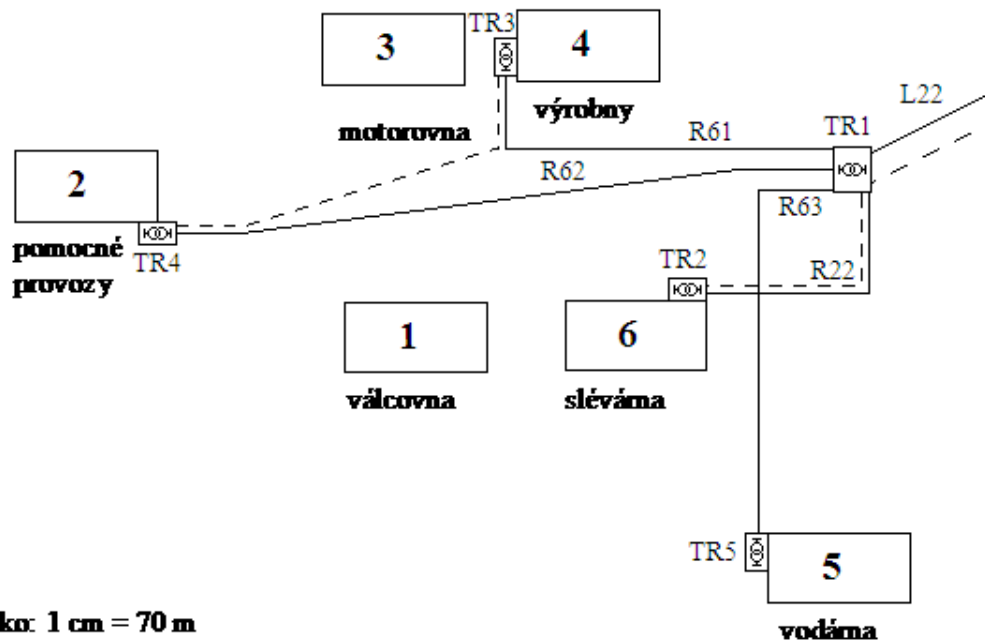 3
TR3
4
motorovna
výrobny
L22
TR1
R61
R62
2
R63
pomocné
provozy
TR4
TR2
R22
1
6
válcovna
slévárna
TR5
5
ko: 1 cm = 70 m
vodárna